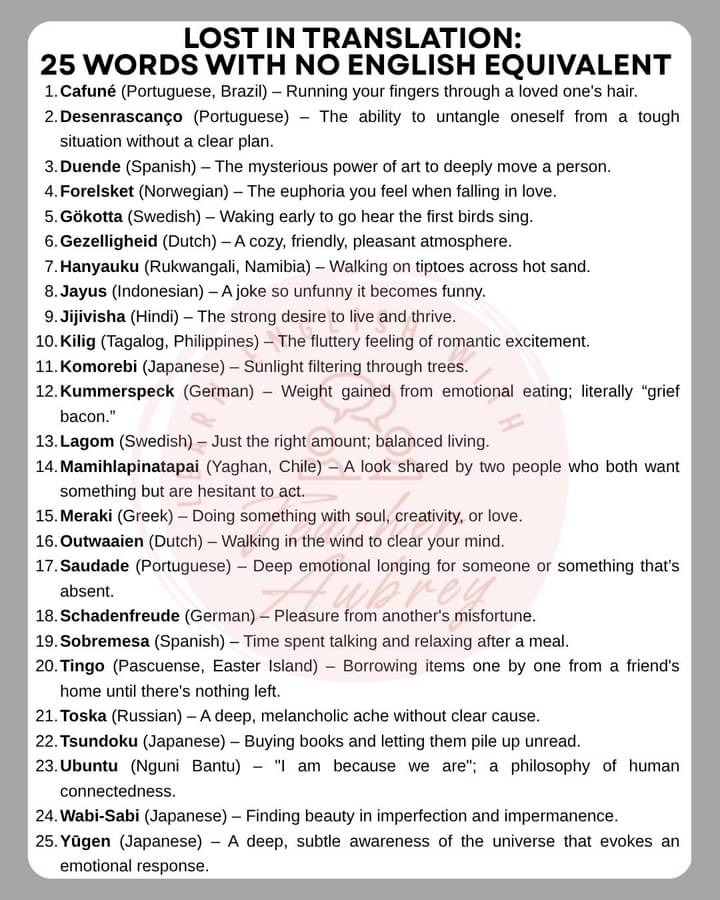 LOST IN TRANSLATION:
25 WORDS WITH NO ENGLISH EQUIVALENT
1. Cafuné (Portuguese, Brazil) – Running your fingers through a loved one's hair.
2. Desenrascanço (Portuguese) – The ability to untangle oneself from a tough
situation without a clear plan.
3. Duende (Spanish) – The mysterious power of art to deeply move a person.
4. Forelsket (Norwegian) – The euphoria you feel when falling in love.
5. Gökotta (Swedish) – Waking early to go hear the first birds sing.
6. Gezelligheid (Dutch) – A cozy, friendly, pleasant atmosphere.
7. Hanyauku (Rukwangali, Namibia) – Walking on tiptoes across hot sand.
8. Jayus (Indonesian) – A joke so unfunny it becomes funny.
9. Jijivisha (Hindi) – The strong desire to live and thrive.
10. Kilig (Tagalog, Philippines) – The fluttery feeling of romantic excitement.
11. Komorebi (Japanese) – Sunlight filtering through trees.
12. Kummerspeck (German) – Weight gained from emotional eating; literally “grief
bacon.”
13. Lagom (Swedish) – Just the right amount; balanced living.
14. Mamihlapinatapai (Yaghan, Chile) – A look shared by two people who both want
something but are hesitant to act.
15. Meraki (Greek) – Doing something with soul, creativity, or love.
16. Outwaaien (Dutch) – Walking in the wind to clear your mind.
17. Saudade (Portuguese) – Deep emotional longing for someone or something that’s
absent.
18. Schadenfreude (German) – Pleasure from another's misfortune.
19. Sobremesa (Spanish) – Time spent talking and relaxing after a meal.
20. Tingo (Pascuense, Easter Island) – Borrowing items one by one from a friend's
home until there's nothing left.
21. Toska (Russian) – A deep, melancholic ache without clear cause.
22. Tsundoku (Japanese) – Buying books and letting them pile up unread.
23. Ubuntu (Nguni Bantu) – "I am because we are"; a philosophy of human
connectedness.
24. Wabi-Sabi (Japanese) – Finding beauty in imperfection and impermanence.
25. Yūgen (Japanese) – A deep, subtle awareness of the universe that evokes an
emotional response.
LEARN ENGLISH WITH
Teacher
Aubrey